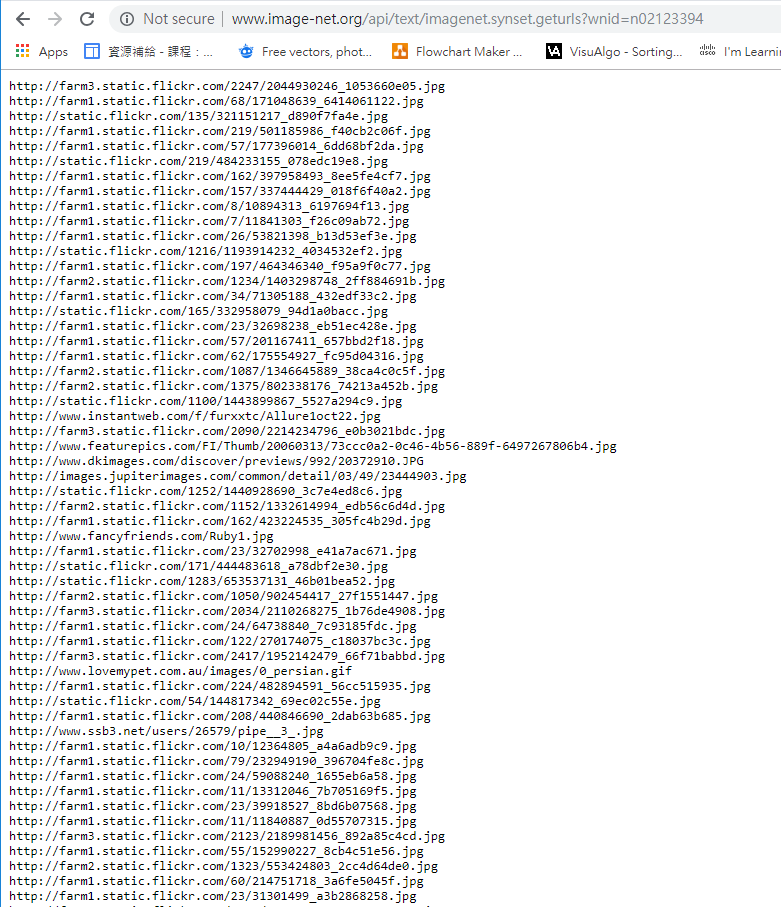 Not secure | www.image-net.org/api/text/imagenet.synset.geturls?wnid=n02123394
Apps 資源補給 - 課程：... Free vectors, phot... Flowchart Maker ... VA VisuAlgo - Sorting... cisco I'm Learni
http://farm3.static.flickr.com/2247/2044930246_1053660e05.jpg
http://farm1.static.flickr.com/68/171048639_6414061122.jpg
http://static.flickr.com/135/321151217_d890f7fa4e.jpg
http://farm1.static.flickr.com/219/501185986_f40cb2c06f.jpg
http://farm1.static.flickr.com/57/177396014_6dd68bf2da.jpg
http://static.flickr.com/219/484233155_078edc19e8.jpg
http://farm1.static.flickr.com/162/397958493_8ee5fe4cf7.jpg
http://farm1.static.flickr.com/157/337444429_018f6f40a2.jpg
http://farm1.static.flickr.com/8/10894313_6197694f13.jpg
http://farm1.static.flickr.com/7/11841303_f26c09ab72.jpg
http://farm1.static.flickr.com/26/53821398_b13d53ef3e.jpg
http://static.flickr.com/1216/1193914232_4034532ef2.jpg
http://farm1.static.flickr.com/197/464346340_f95a9f0c77.jpg
http://farm2.static.flickr.com/1234/1403298748_2ff884691b.jpg
http://farm1.static.flickr.com/34/71305188_432edf33c2.jpg
http://static.flickr.com/165/332958079_94d1a0bacc.jpg
http://farm1.static.flickr.com/23/32698238_eb51ec428e.jpg
http://farm1.static.flickr.com/57/201167411_657bbd2f18.jpg
http://farm1.static.flickr.com/62/175554927_fc95d04316.jpg
http://farm2.static.flickr.com/1087/1346645889_38ca4c0c5f.jpg
http://farm2.static.flickr.com/1375/802338176_74213a452b.jpg
http://static.flickr.com/1100/1443899867_5527a294c9.jpg
http://www.instantweb.com/f/furxxtc/Allure1oct22.jpg
http://farm3.static.flickr.com/2090/2214234796_e0b3021bdc.jpg
http://www.featurepics.com/FI/Thumb/20060313/73ccc0a2-0c46-4b56-889f-6497267806b4.jpg
http://www.dkimages.com/discover/previews/992/20372910.JPG
http://images.jupiterimages.com/common/detail/03/49/23444903.jpg
http://static.flickr.com/1252/1440928690_3c7e4ed8c6.jpg
http://farm2.static.flickr.com/1152/1332614994_edb56c6d4d.jpg
http://farm1.static.flickr.com/162/423224535_305fc4b29d.jpg
http://www.fancyfriends.com/Ruby1.jpg
http://farm1.static.flickr.com/23/32702998_e41a7ac671.jpg
http://static.flickr.com/171/444483618_a78dbf2e30.jpg
http://static.flickr.com/1283/653537131_46b01bea52.jpg
http://farm2.static.flickr.com/1050/902454417_27f1551447.jpg
http://farm3.static.flickr.com/2034/2110268275_1b76de4908.jpg
http://farm1.static.flickr.com/24/64738840_7c93185fdc.jpg
http://farm1.static.flickr.com/122/270174075_c18037bc3c.jpg
http://farm3.static.flickr.com/2417/1952142479_66f71babbd.jpg
http://www.lovemypet.com.au/images/0_persian.gif
http://farm1.static.flickr.com/224/482894591_56cc515935.jpg
http://static.flickr.com/54/144817342_69ec02c55e.jpg
http://farm1.static.flickr.com/208/440846690_2dab63b685.jpg
http://www.ssb3.net/users/26579/pipe__3_.jpg
http://farm1.static.flickr.com/10/12364805_a4a6adb9c9.jpg
http://farm1.static.flickr.com/79/232949190_396704fe8c.jpg
http://farm1.static.flickr.com/24/59088240_1655eb6a58.jpg
http://farm1.static.flickr.com/11/13312046_7b705169f5.jpg
http://farm1.static.flickr.com/23/39918527_8bd6b07568.jpg
http://farm1.static.flickr.com/11/11840887_0d55707315.jpg
http://farm3.static.flickr.com/2123/2189981456_892a85c4cd.jpg
http://farm1.static.flickr.com/55/152990227_8cb4c51e56.jpg
http://farm2.static.flickr.com/1323/553424803_2cc4d64de0.jpg
http://farm1.static.flickr.com/60/214751718_3a6fe5045f.jpg
http://farm1.static.flickr.com/23/31301499_a3b2868258.jpg